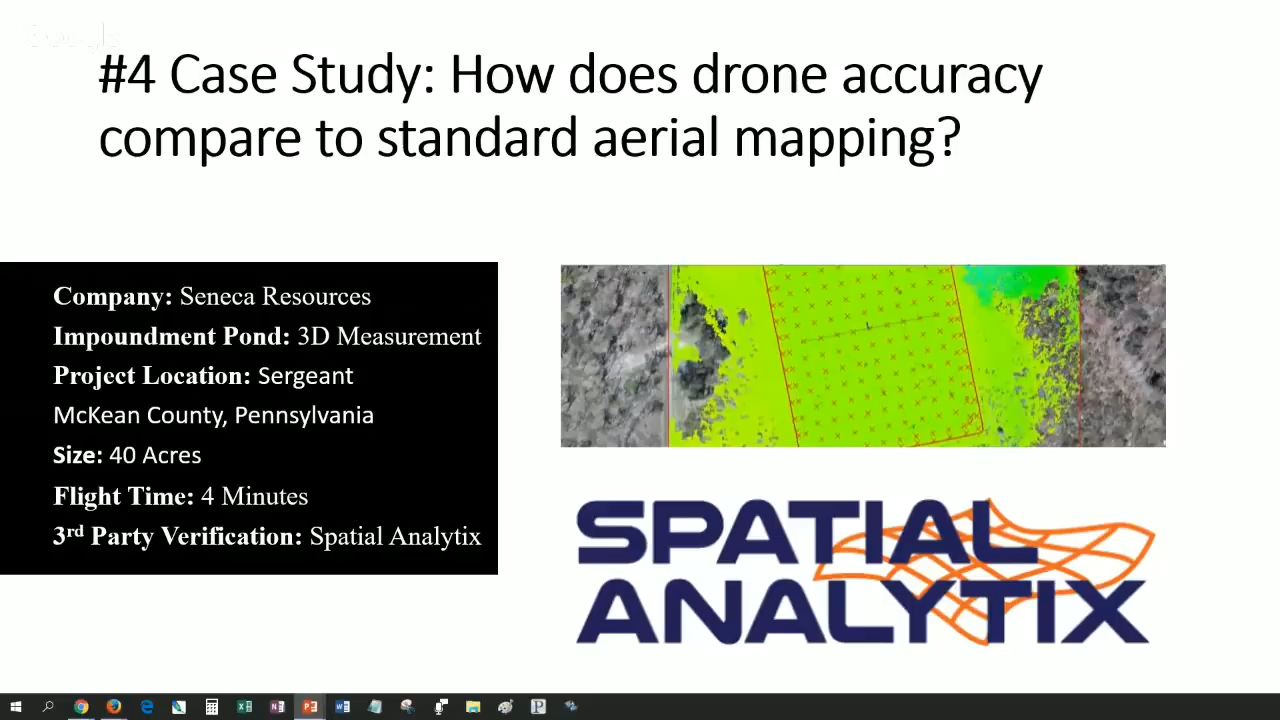 #4 Case Study: How does drone accuracy
compare to standard aerial mapping?
Company: Seneca Resources
Impoundment Pond: 3D Measurement
Project Location: Sergeant
McKean County, Pennsylvania
Size: 40 Acres
Flight Time: 4 Minutes
3rd Party Verification: Spatial Analytix
SPATIAL
ANALYTIX